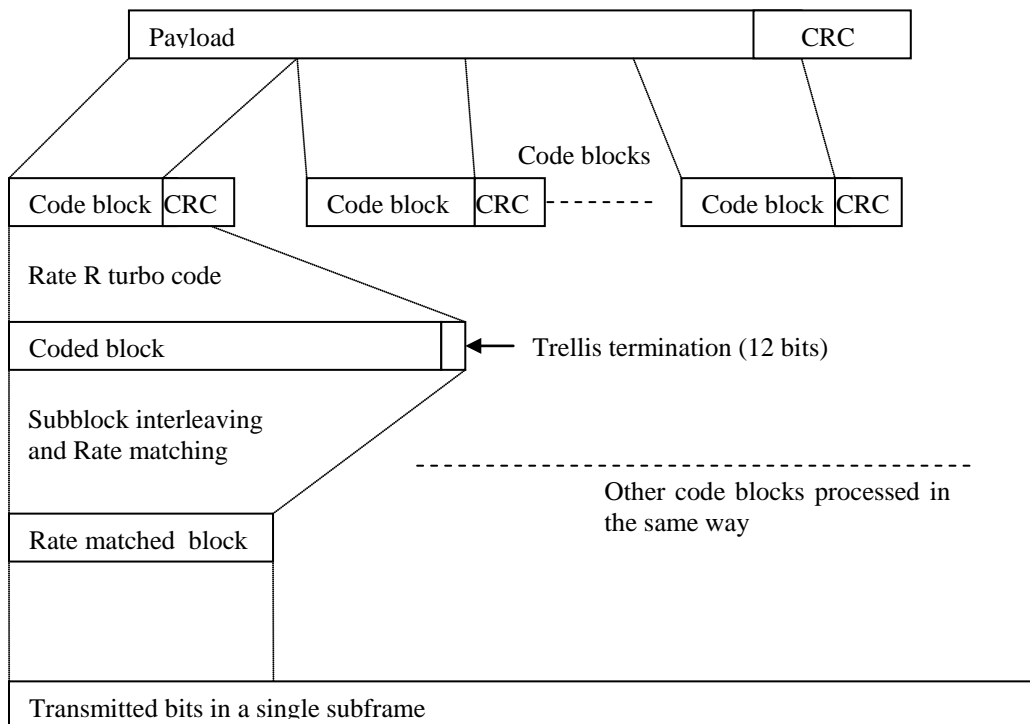 Payload
CRC
Code blocks
Code block CRC
Code block CRC
Code block CRC
Rate R turbo code
Coded block
Trellis termination (12 bits)
Subblock interleaving
and Rate matching
Other code blocks processed in
the same way
Rate matched block
Transmitted bits in a single subframe